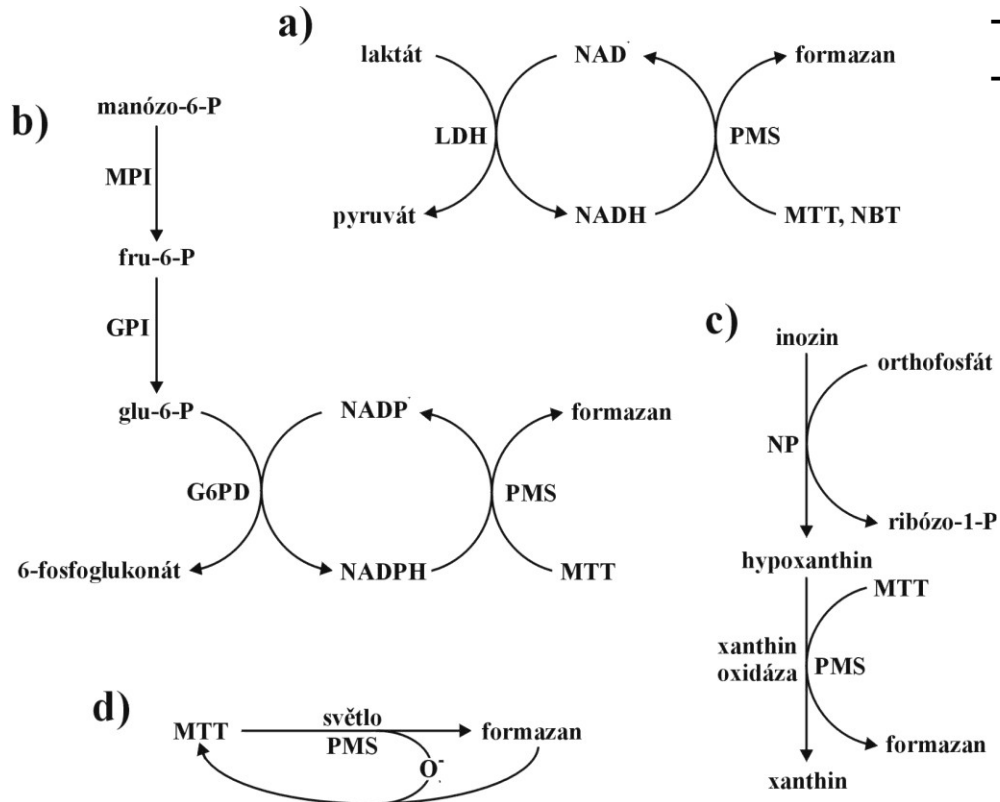 a)
laktát
NAD
formazan
LDH
PMS
pyruvát
NADH
MTT, NBT
b)
manózo-6-P
MPI
fru-6-P
GPI
glu-6-P
NADP
formazan
G6PD
PMS
6-fosfoglukonát
NADPH
MTT
c)
inozin
orthofosfát
NP
ribózo-1-P
hypoxanthin
MTT
xanthin
oxidáza
PMS
formazan
xanthin
d)
MTT
světlo
PMS
formazan
O-